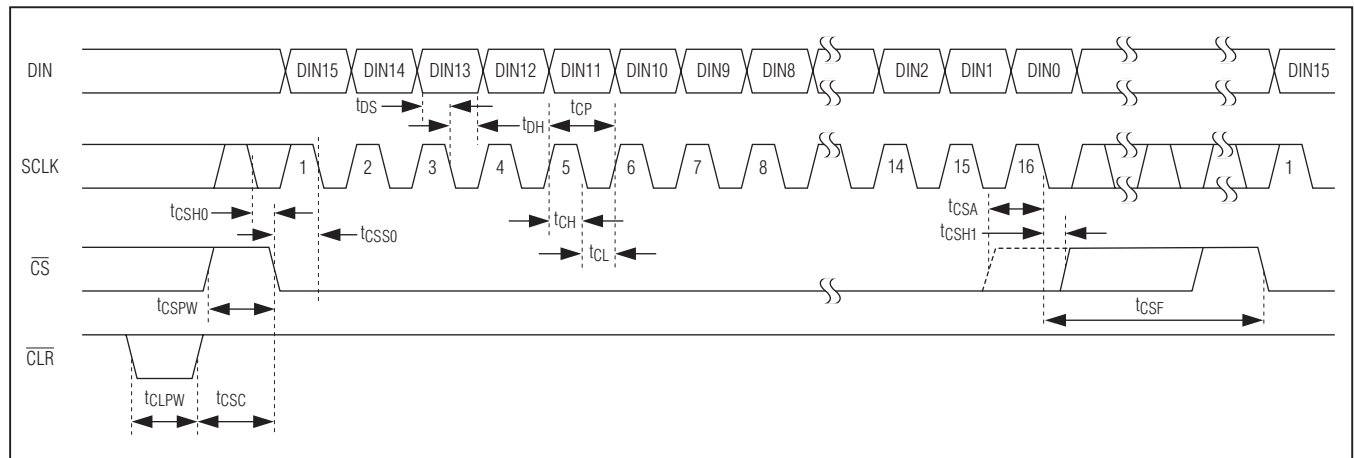 DIN DIN15 DIN14 DIN13 DIN12 DIN11 DIN10 DIN9 DIN8 DIN2 DIN1 DIN0 DIN15
tDS tCP
tDH
SCLK 1 2 3 4 5 6 7 8 14 15 16 1
tCSH0 tCH tCSA
tCSS0 tCSH1
CS tCL
tCSPW tCSF
CLR
tCLPW tCSC